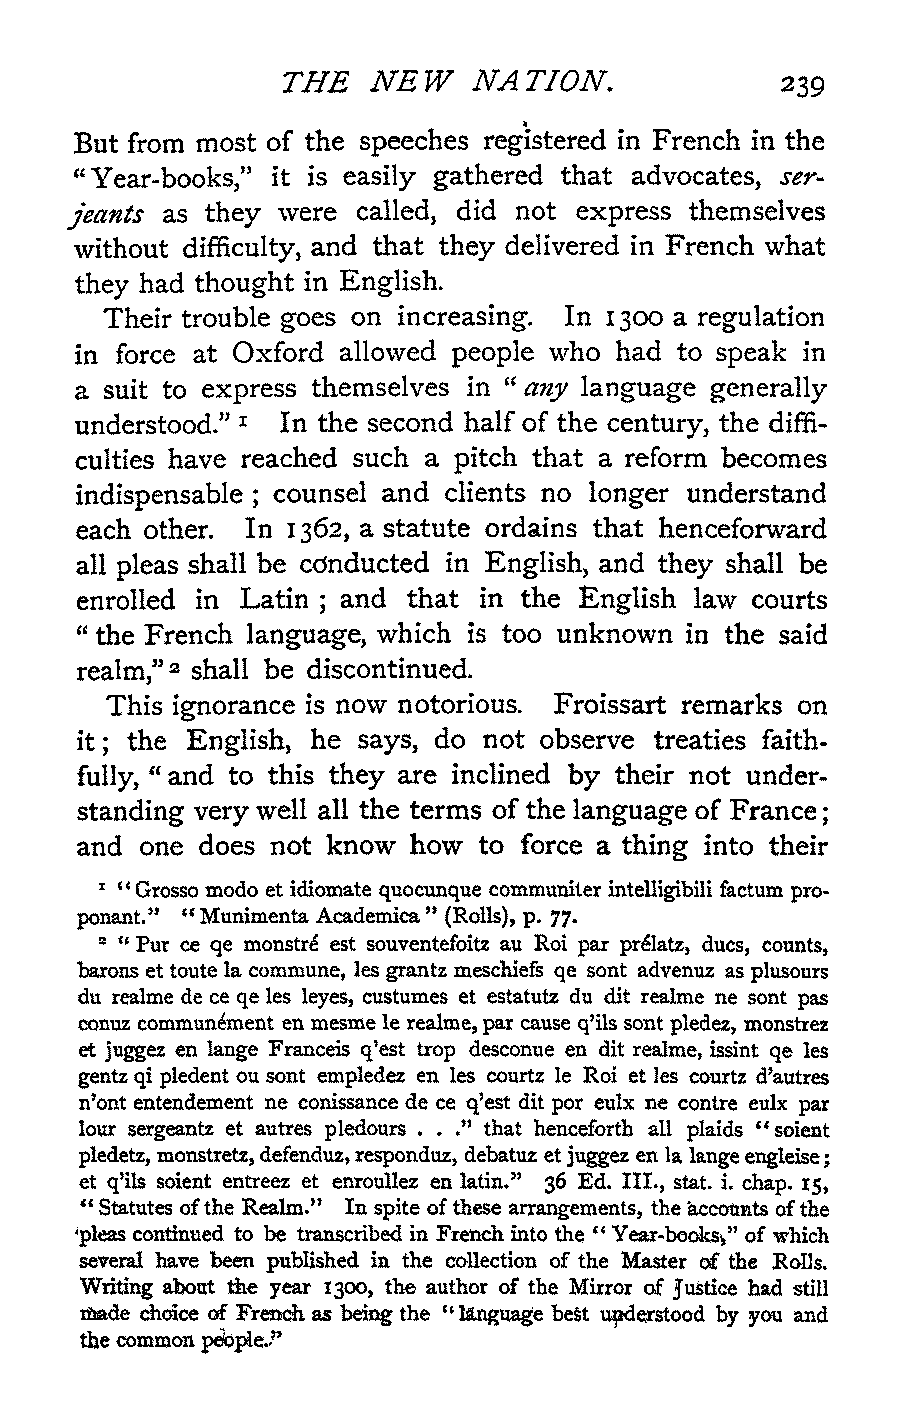 THE NEW NATION. 239
But from most of the speeches registered in French in the
“Year-books,” it is easily gathered that advocates, ser-
jeants as they were called, did not express themselves
without difficulty, and that they delivered in French what
they had thought in English.
Their trouble goes on increasing. In 1300 a regulation
in force at Oxford allowed people who had to speak in
a suit to express themselves in “any language generally
understood.” 1 In the second half of the century, the diffi-
culties have reached such a pitch that a reform becomes
indispensable ; counsel and clients no longer understand
each other. In 1362, a statute ordains that henceforward
all pleas shall be conducted in English, and they shall be
enrolled in Latin ; and that in the English law courts
“the French language, which is too unknown in the said
realm,” 2 shall be discontinued.
This ignorance is now notorious. Froissart remarks on
it ; the English, he says, do not observe treaties faith-
fully, “and to this they are inclined by their not under-
standing very well all the terms of the language of France ;
and one does not know how to force a thing into their
1 “Grosso modo et idiomate quocunque communiter intelligibili factum pro-
ponant.” “Munimenta Academica” (Rolls), p. 77.
2 “Pur ce qe monstré est souventefoitz au Roi par prélatz, ducs, counts,
barons et toute la commune, les grantz meschiefs qe sont advenuz as plusours
du realme de ce qe les leyes, custumes et estatutz du dit realme ne sont pas
conuz communément en mesme le realme, par cause q’ils sont pledez, monstrez
et juggez en lange Franceis q’est trop desconue en dit realme, issint qe les
gentz qi pledent ou sont empledez en les courtz le Roi et les courtz d’autres
n’ont entendement ne conissance de ce q’est dit por eulx ne contre eulx par
lour sergeantz et autres pledours . . .” that henceforth all plaids “soient
pledetz, monstretz, defenduz, responduz, debatuz et juggez en la lange engleise ;
et q’ils soient entreez et enroullez en latin.” 36 Ed. III., stat. i. chap. 15,
“Statutes of the Realm.” In spite of these arrangements, the accounts of the
pleas continued to be transcribed in French into the “Year-books,” of which
several have been published in the collection of the Master of the Rolls.
Writing about the year 1300, the author of the Mirror of Justice had still
made choice of French as being the “language best understood by you and
the common people.”